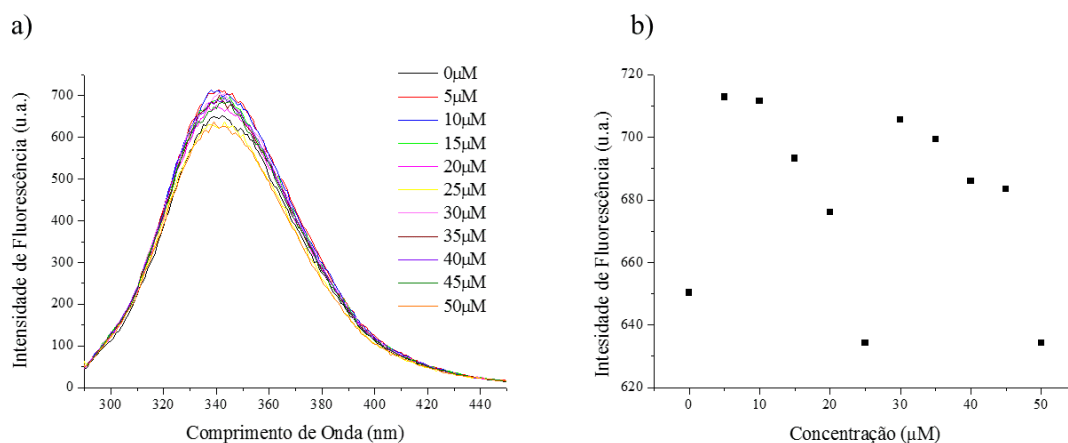 a)
Intensidade de Fluorescência (u.a.)
700
600
500
400
300
200
100
0
300
320
340
360
380
400
420
440
Comprimento de Onda (nm)
0µM
5µM
10µM
15µM
20µM
25µM
30µM
35µM
40µM
45µM
50µM
b)
Intesidade de Fluorescência (u.a.)
720
700
680
660
640
620
0
10
20
30
40
50
Concentração (µM)